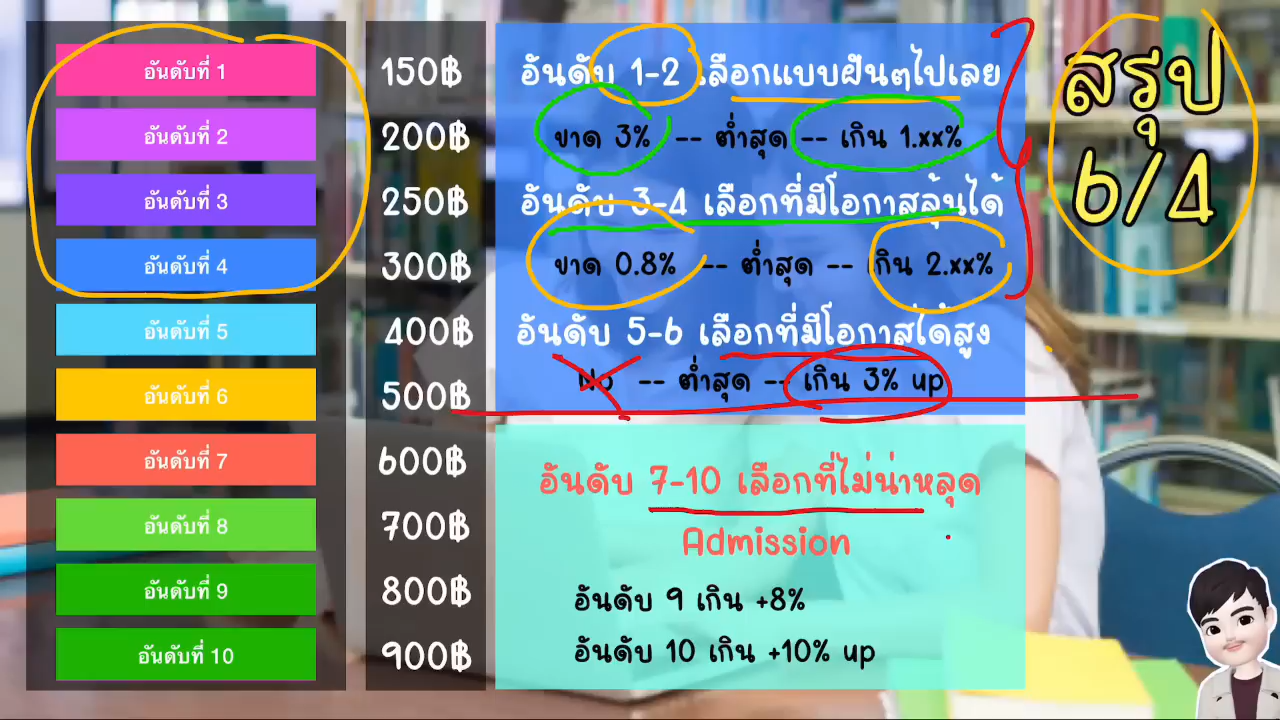 อันดับที่ 1
อันดับที่ 2
อันดับที่ 3
อันดับที่ 4
อันดับที่ 5
อันดับที่ 6
อันดับที่ 7
อันดับที่ 8
อันดับที่ 9
อันดับที่ 10
150฿
200฿
250฿
300฿
400฿
500฿
600฿
700฿
800฿
900฿
อันดับ 1-2 เลือกแบบฝันๆไปเลย
ขาด 3% -- ต่ำสุด -- เกิน 1.xx%
อันดับ 3-4 เลือกที่มีโอกาสลุ้นได้
ขาด 0.8% -- ต่ำสุด -- เกิน 2.xx%
อันดับ 5-6 เลือกที่มีโอกาสได้สูง
No -- ต่ำสุด -- เกิน 3% up
อันดับ 7-10 เลือกที่ไม่น่าหลุด
Admission
อันดับ 9 เกิน +8%
อันดับ 10 เกิน +10% up
สรุป
6/4